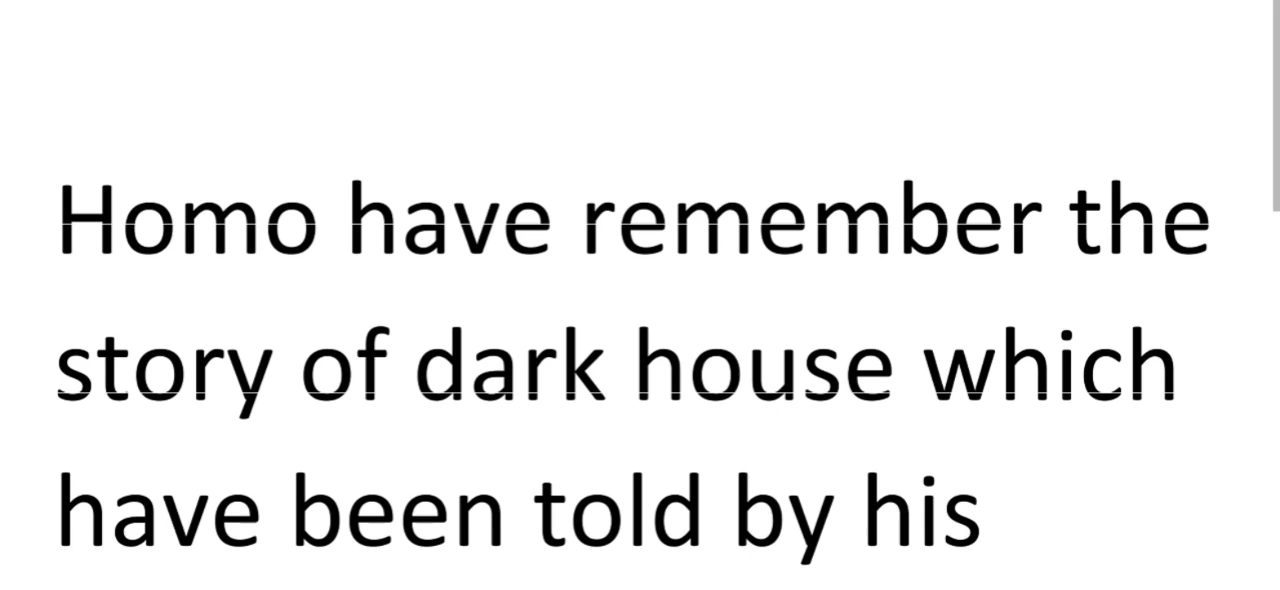 Homo have remember the
story of dark house which
have been told by his